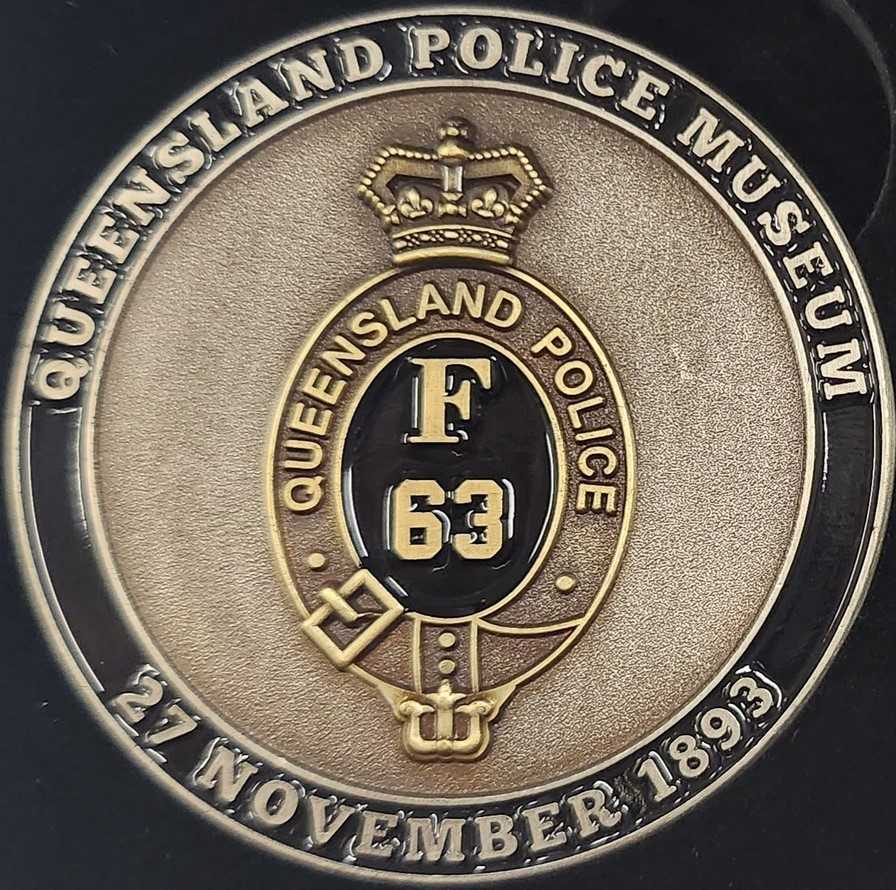 QUEENSLAND POLICE MUSEUM
QUEENSLAND POLICE
F
63
27 NOVEMBER 1893